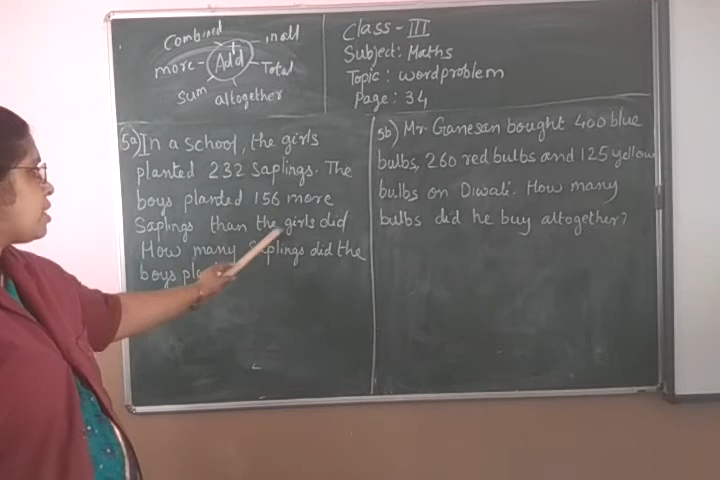 Combined
in all
more
+
Add
Total
Sum
altogether
Class - III
Subject: Maths
Topic: word problem
Page: 34
5a) In a school, the girls
planted 232 saplings. The
boys planted 156 more
Saplings than the girls did
How many Saplings did the
boys
5b) Mr. Ganesan bought 400 blue
bulbs, 260 red bulbs and 125 yellow
bulbs on Diwali. How many
bulbs did he buy altogether?